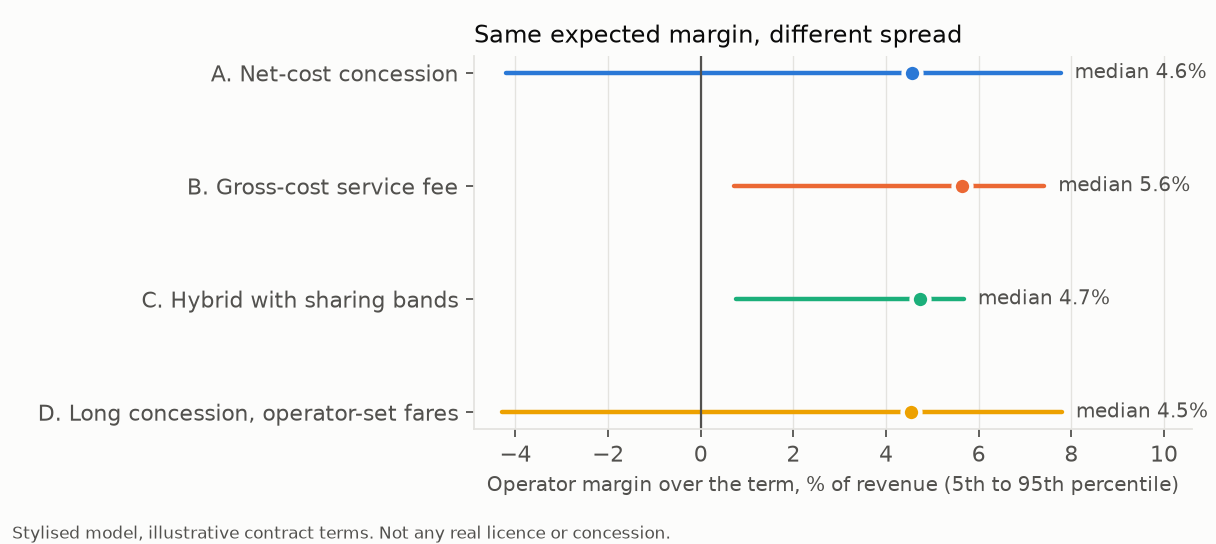 Same expected margin, different spread
A. Net-cost concession
median 4.6%
B. Gross-cost service fee
median 5.6%
C. Hybrid with sharing bands
median 4.7%
D. Long concession, operator-set fares
median 4.5%
−4 −2 0 2 4 6 8 10
Operator margin over the term, % of revenue (5th to 95th percentile)
Stylised model, illustrative contract terms. Not any real licence or concession.